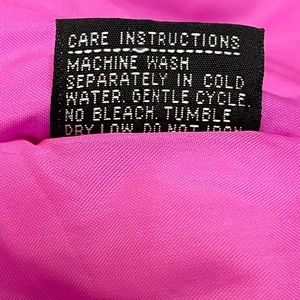 CARE INSTRUCTIONS
MACHINE WASH
SEPARATELY IN COLD
WATER. GENTLE CYCLE.
NO BLEACH. TUMBLE
DRY LOW. DO NOT IRON